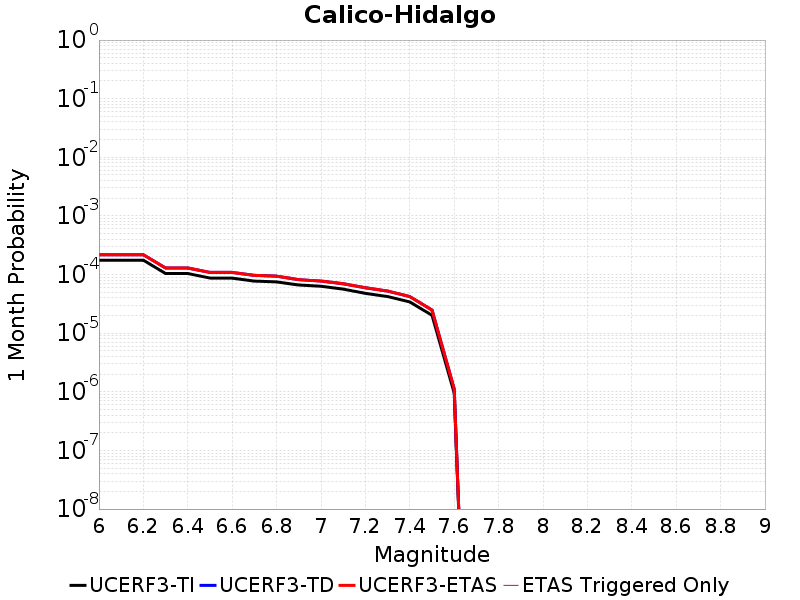 Calico-Hidalgo
1 Month Probability
10^0
10^-1
10^-2
10^-3
10^-4
10^-5
10^-6
10^-7
10^-8
6 6.2 6.4 6.6 6.8 7 7.2 7.4 7.6 7.8 8 8.2 8.4 8.6 8.8 9
Magnitude
UCERF3-TI UCERF3-TD UCERF3-ETAS ETAS Triggered Only